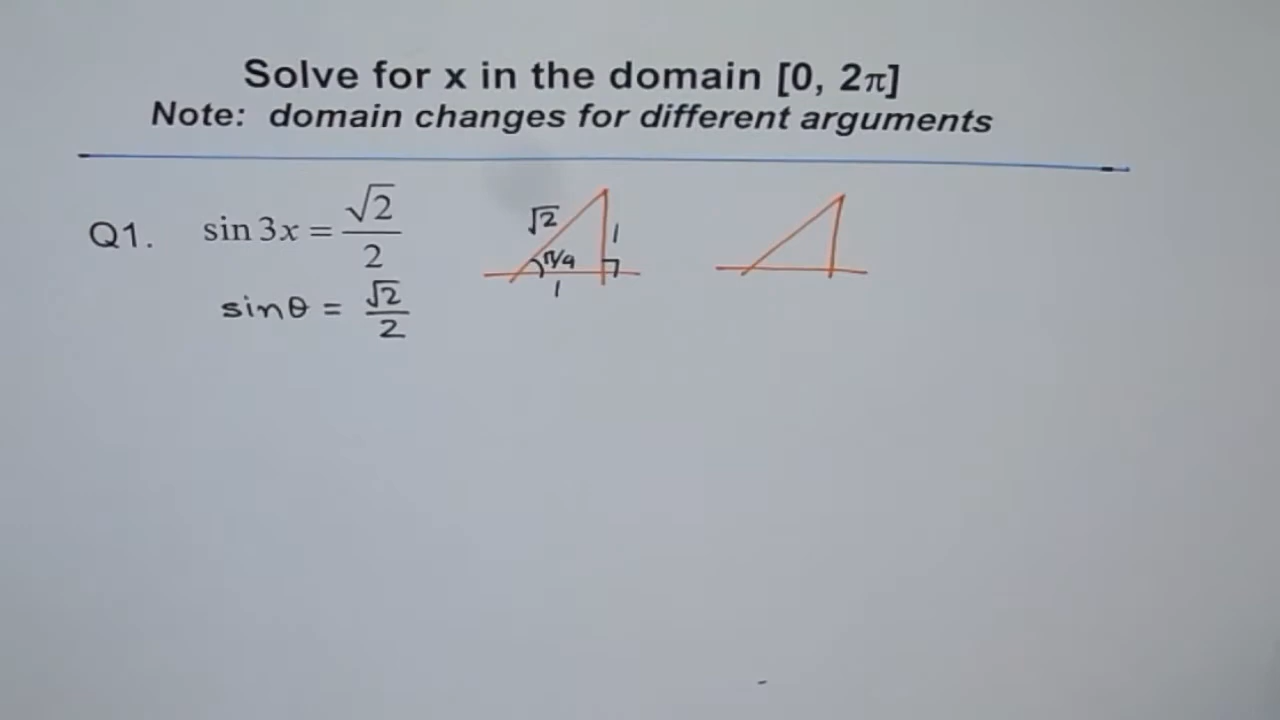 Solve for x in the domain [0, 2π]
Note: domain changes for different arguments
Q1. sin 3x = √2/2
sinθ = √2/2
√2
1
π/4
1